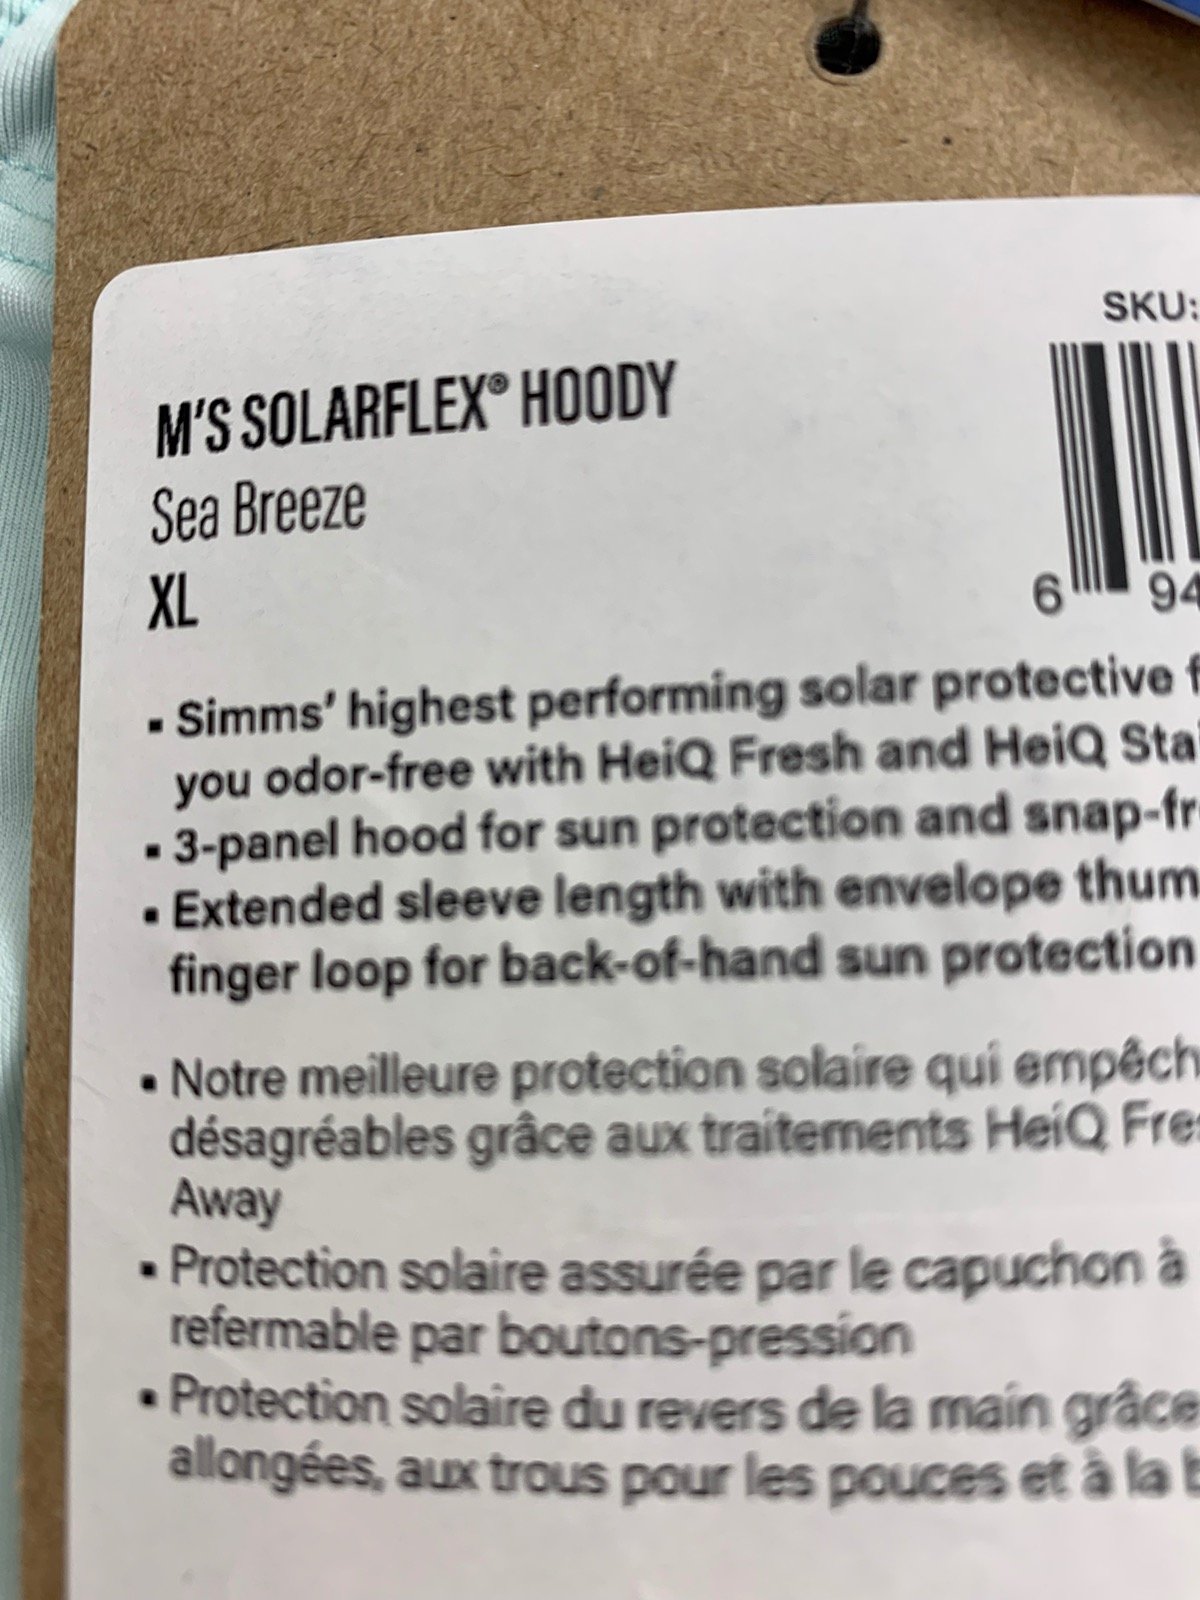 SKU:
M'S SOLARFLEX® HOODY
Sea Breeze
XL
6 94
▪ Simms' highest performing solar protective
you odor-free with HeiQ Fresh and HeiQ
▪ 3-panel hood for sun protection and
▪ Extended sleeve length with envelope
finger loop for back-of-hand sun protection
▪ Notre meilleure protection solaire qui
désagréables grâce aux traitements HeiQ
Away
▪ Protection solaire assurée par le capuchon à
refermable par boutons-pression
▪ Protection solaire du revers de la main grâce
allongées, aux trous pour les pouces et à la